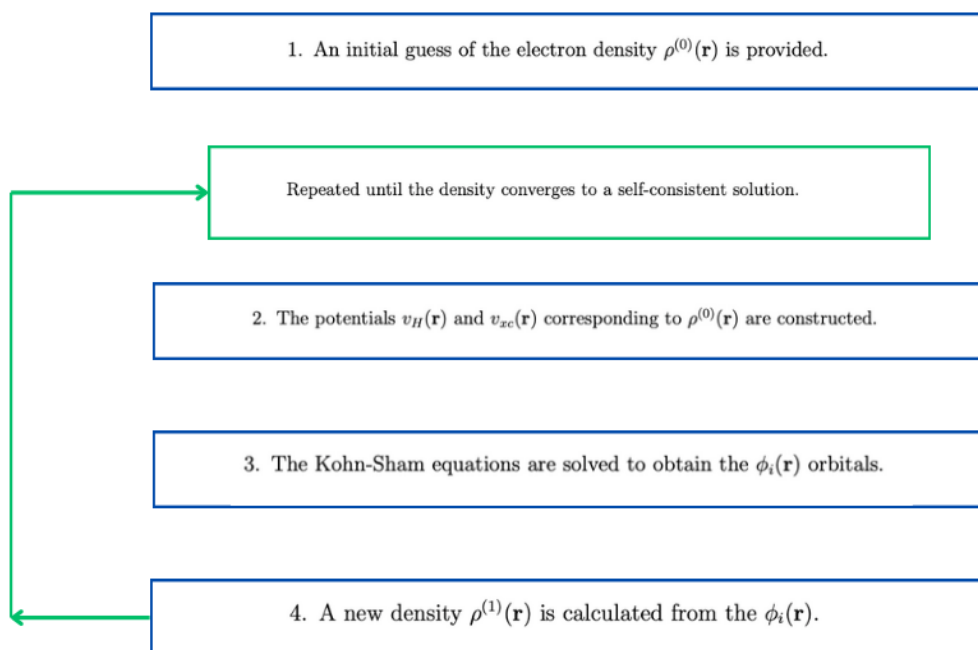 1. An initial guess of the electron density ρ⁽⁰⁾(𝐫) is provided.
Repeated until the density converges to a self-consistent solution.
2. The potentials v_H(𝐫) and v_xc(𝐫) corresponding to ρ⁽⁰⁾(𝐫) are constructed.
3. The Kohn-Sham equations are solved to obtain the ϕᵢ(𝐫) orbitals.
4. A new density ρ⁽¹⁾(𝐫) is calculated from the ϕᵢ(𝐫).